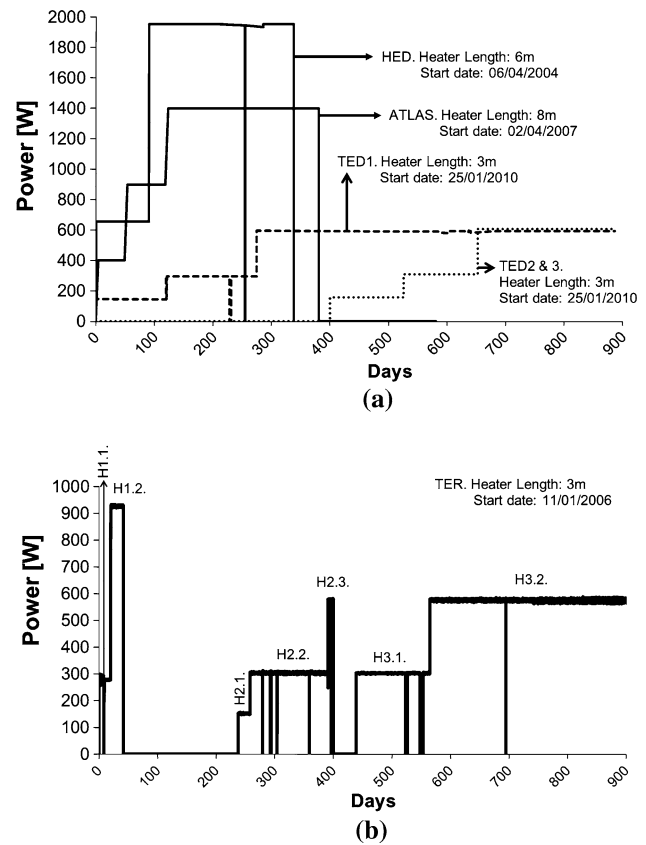 2000
1800
1600
1400
1200
1000
800
600
400
200
0
Power [W]
HED. Heater Length: 6m
Start date: 06/04/2004
ATLAS. Heater Length: 8m
Start date: 02/04/2007
TED1. Heater Length: 3m
Start date: 25/01/2010
TED2 & 3.
Heater Length: 3m
Start date: 25/01/2010
0 100 200 300 400 500 600 700 800 900
Days
(a)
H1.1.
H1.2.
TER. Heater Length: 3m
Start date: 11/01/2006
1000
900
800
700
600
500
400
300
200
100
0
Power [W]
H2.1.
H2.2.
H2.3.
H3.1.
H3.2.
0 100 200 300 400 500 600 700 800 900
Days
(b)